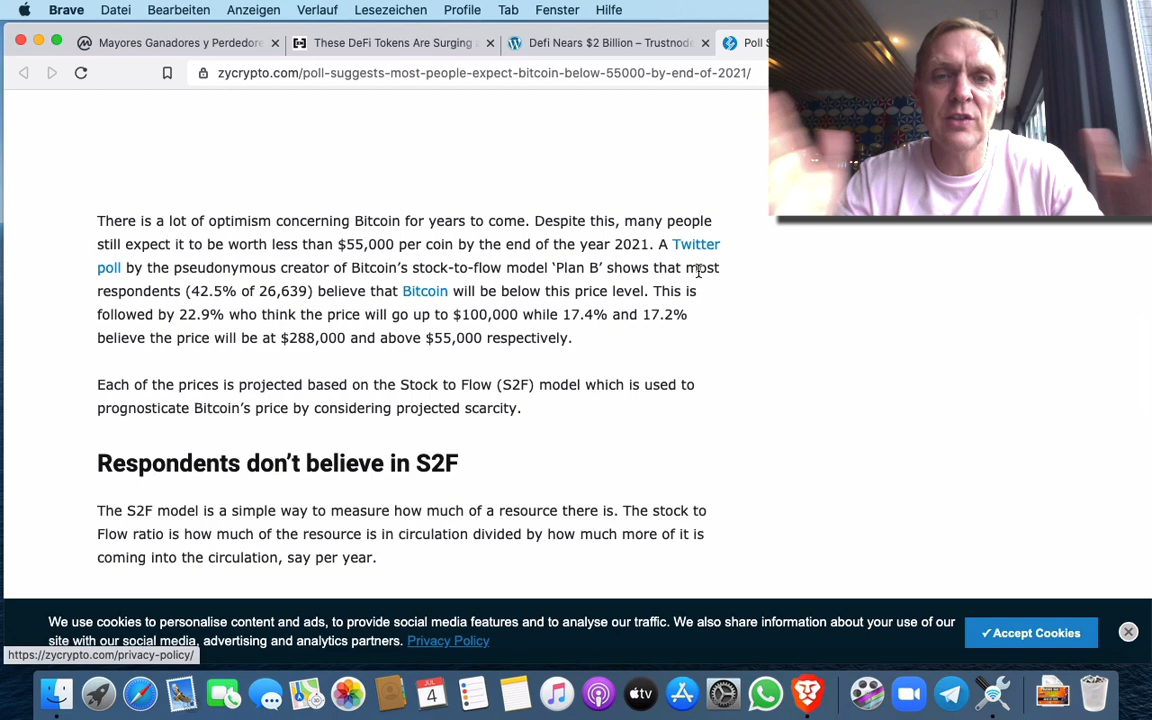 Brave Datei Bearbeiten Anzeigen Verlauf Lesezeichen Profile Tab Fenster Hilfe
Mayores Ganadores y Perdedore These DeFi Tokens Are Surging Defi Nears $2 Billion – Trustnode Poll S
zycrypto.com/poll-suggests-most-people-expect-bitcoin-below-55000-by-end-of-2021/
There is a lot of optimism concerning Bitcoin for years to come. Despite this, many people
still expect it to be worth less than $55,000 per coin by the end of the year 2021. A Twitter
poll by the pseudonymous creator of Bitcoin’s stock-to-flow model ‘Plan B’ shows that most
respondents (42.5% of 26,639) believe that Bitcoin will be below this price level. This is
followed by 22.9% who think the price will go up to $100,000 while 17.4% and 17.2%
believe the price will be at $288,000 and above $55,000 respectively.
Each of the prices is projected based on the Stock to Flow (S2F) model which is used to
prognosticate Bitcoin’s price by considering projected scarcity.
Respondents don’t believe in S2F
The S2F model is a simple way to measure how much of a resource there is. The stock to
Flow ratio is how much of the resource is in circulation divided by how much more of it is
coming into the circulation, say per year.
We use cookies to personalise content and ads, to provide social media features and to analyse our traffic. We also share information about your use of our
site with our social media, advertising and analytics partners. Privacy Policy
✓Accept Cookies
https://zycrypto.com/privacy-policy/
JUL
4
tv